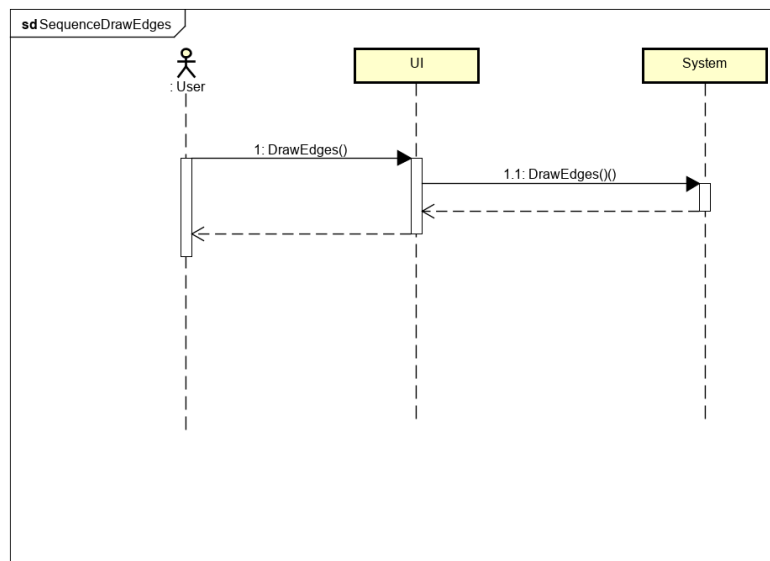 sd SequenceDrawEdges
: User
UI
System
1: DrawEdges()
1.1: DrawEdges()()